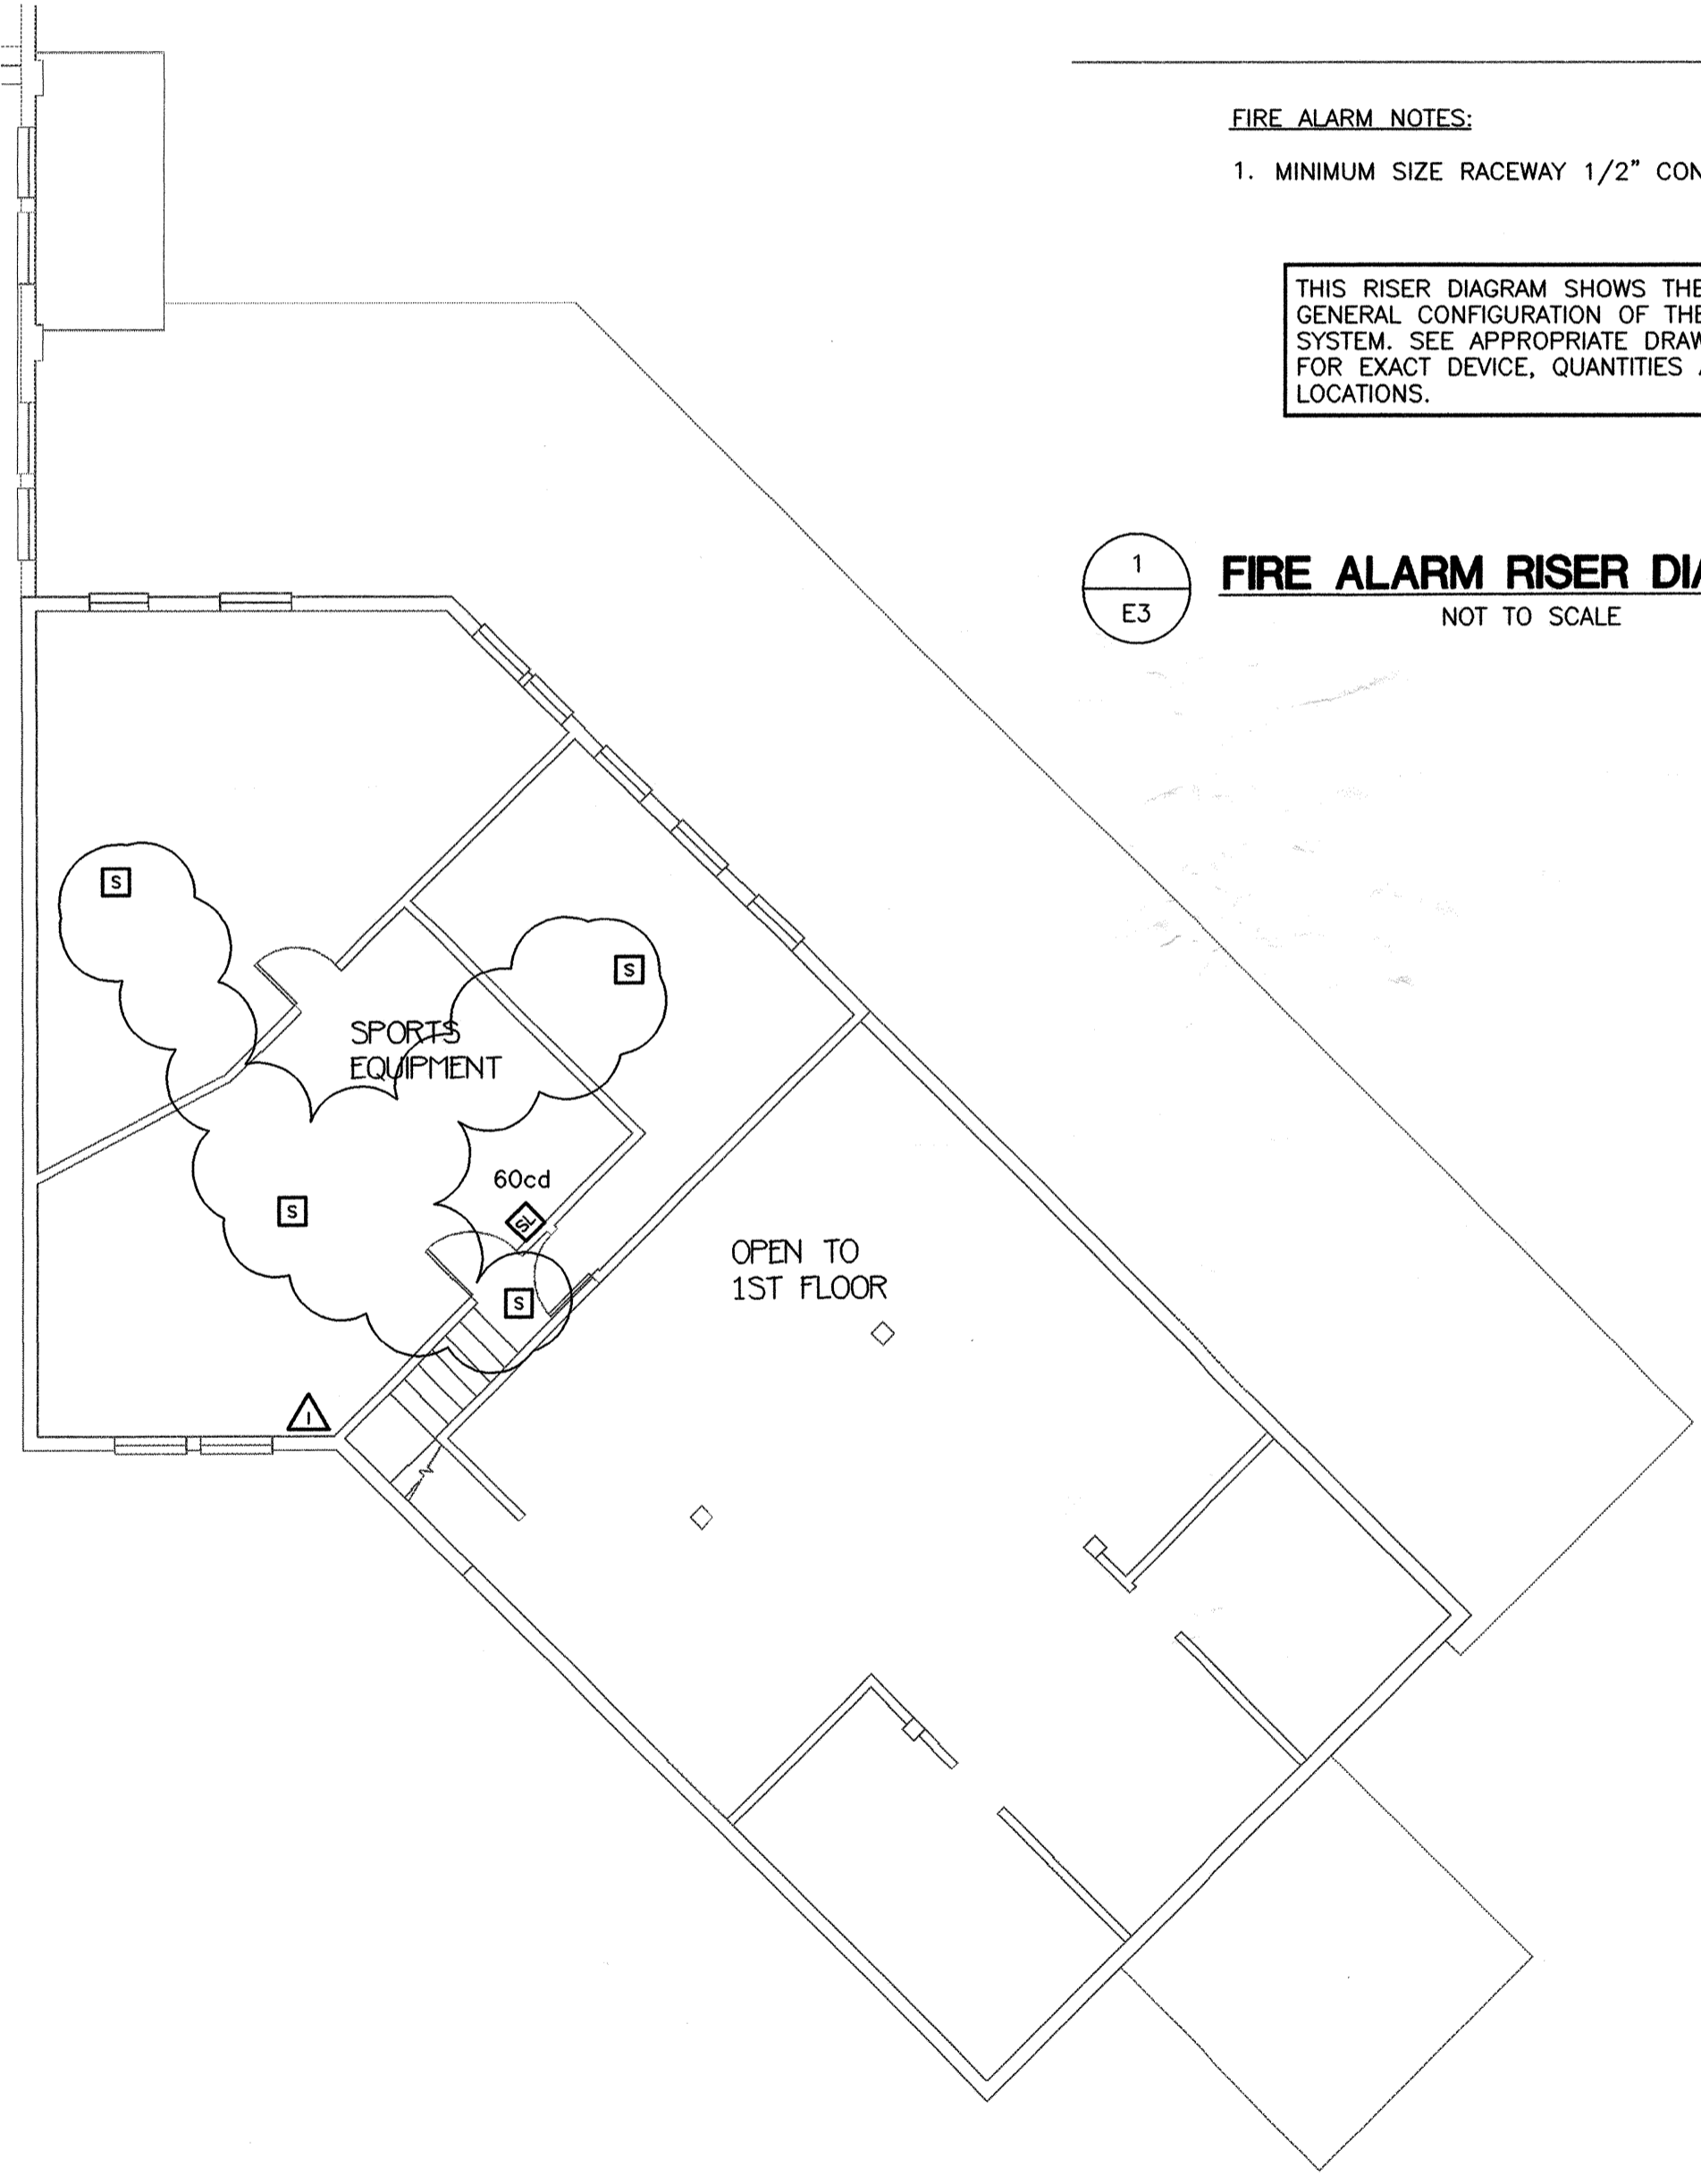 FIRE ALARM NOTES:
1. MINIMUM SIZE RACEWAY 1/2" CON
THIS RISER DIAGRAM SHOWS THE
GENERAL CONFIGURATION OF THE
SYSTEM. SEE APPROPRIATE DRAW
FOR EXACT DEVICE, QUANTITIES
LOCATIONS.
1
E3
FIRE ALARM RISER DIA
NOT TO SCALE
S
S
SPORTS
EQUIPMENT
60cd
S
SL
OPEN TO
1ST FLOOR
S
1